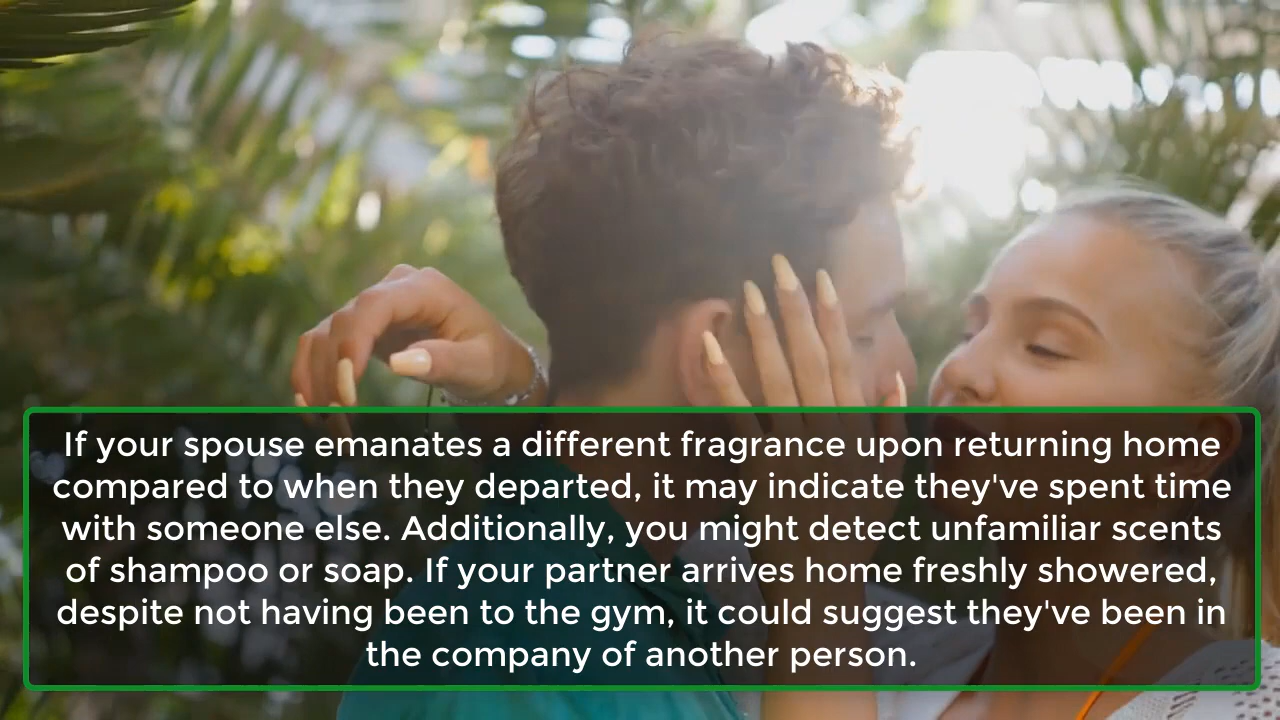 If your spouse emanates a different fragrance upon returning home
compared to when they departed, it may indicate they've spent time
with someone else. Additionally, you might detect unfamiliar scents
of shampoo or soap. If your partner arrives home freshly showered,
despite not having been to the gym, it could suggest they've been in
the company of another person.